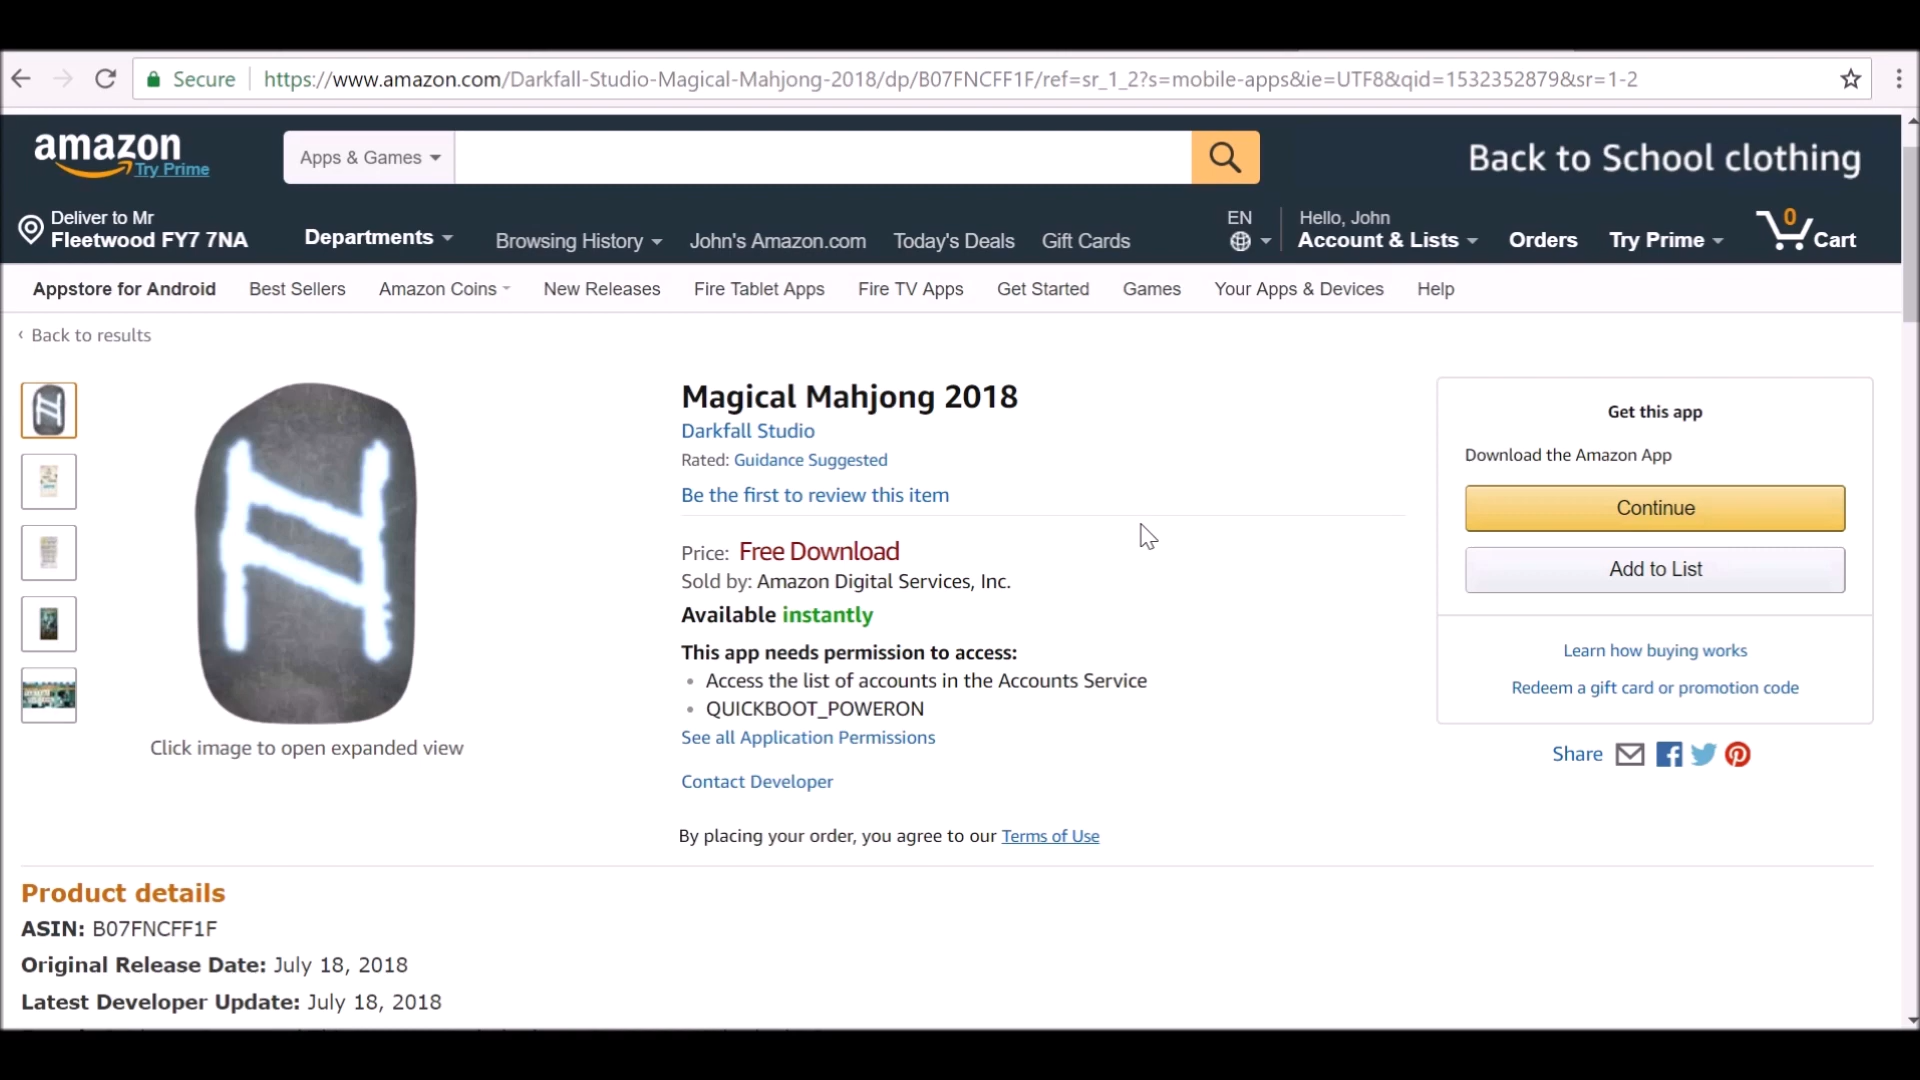 Secure https://www.amazon.com/Darkfall-Studio-Magical-Mahjong-2018/dp/B07FNCFF1F/ref=sr_1_2?s=mobile-apps&ie=UTF8&qid=1532352879&sr=1-2
amazon
Try Prime
Apps & Games
Back to School clothing
Deliver to Mr
Fleetwood FY7 7NA
Departments
Browsing History
John's Amazon.com
Today's Deals
Gift Cards
EN
Hello, John
Account & Lists
Orders
Try Prime
0
Cart
Appstore for Android
Best Sellers
Amazon Coins
New Releases
Fire Tablet Apps
Fire TV Apps
Get Started
Games
Your Apps & Devices
Help
‹ Back to results
Click image to open expanded view
Magical Mahjong 2018
Darkfall Studio
Rated: Guidance Suggested
Be the first to review this item
Price: Free Download
Sold by: Amazon Digital Services, Inc.
Available instantly
This app needs permission to access:
• Access the list of accounts in the Accounts Service
• QUICKBOOT_POWERON
See all Application Permissions
Contact Developer
By placing your order, you agree to our Terms of Use
Get this app
Download the Amazon App
Continue
Add to List
Learn how buying works
Redeem a gift card or promotion code
Share
Product details
ASIN: B07FNCFF1F
Original Release Date: July 18, 2018
Latest Developer Update: July 18, 2018